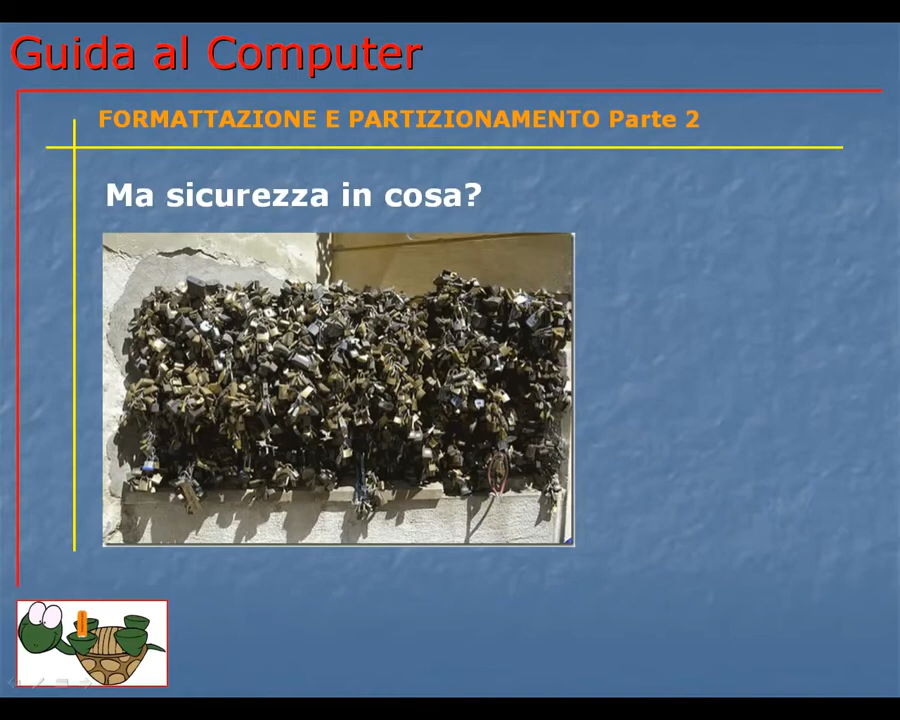 Guida al Computer
FORMATTAZIONE E PARTIZIONAMENTO Parte 2
Ma sicurezza in cosa?